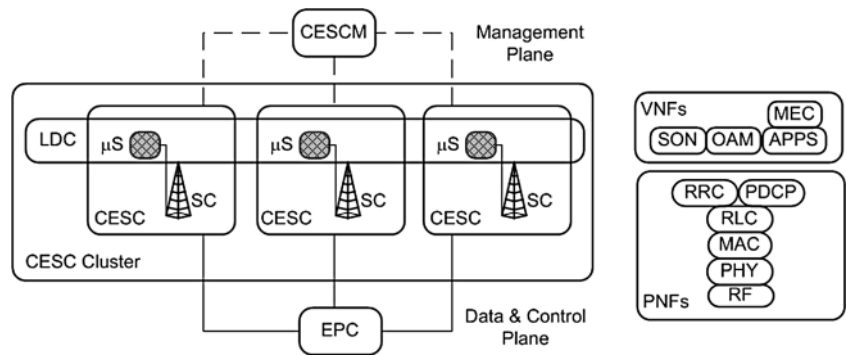 CESCM
Management
Plane
LDC
μS
μS
μS
SC
SC
SC
CESC
CESC
CESC
CESC Cluster
EPC
Data & Control
Plane
VNFs
MEC
SON
OAM
APPS
RRC
PDCP
RLC
MAC
PHY
RF
PNFs